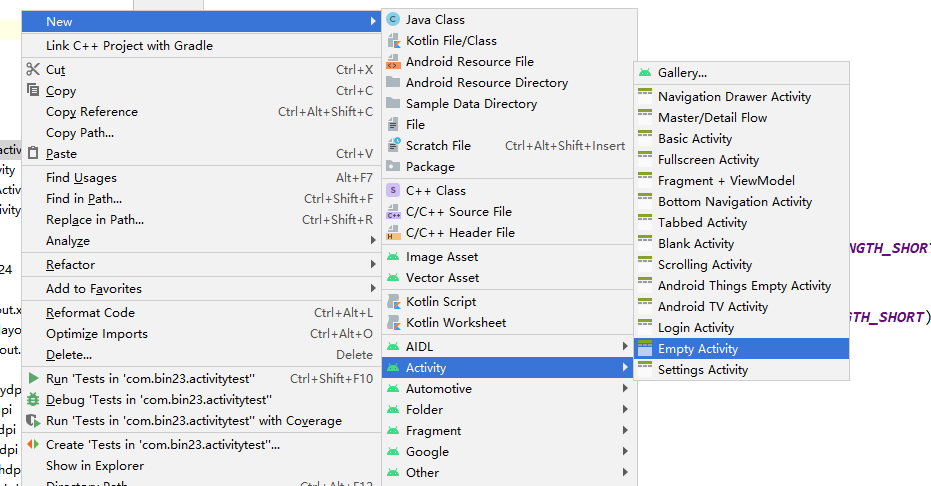 New
Link C++ Project with Gradle
Cut Ctrl+X
Copy Ctrl+C
Copy Reference Ctrl+Alt+Shift+C
Copy Path...
Paste Ctrl+V
Find Usages Alt+F7
Find in Path... Ctrl+Shift+F
Replace in Path... Ctrl+Shift+R
Analyze
Refactor
Add to Favorites
Reformat Code Ctrl+Alt+L
Optimize Imports Ctrl+Alt+O
Delete... Delete
Run 'Tests in 'com.bin23.activitytest'' Ctrl+Shift+F10
Debug 'Tests in 'com.bin23.activitytest''
Run 'Tests in 'com.bin23.activitytest'' with Coverage
Create 'Tests in 'com.bin23.activitytest''...
Show in Explorer
Directory Path Ctrl+Alt+F12
Java Class
Kotlin File/Class
Android Resource File
Android Resource Directory
Sample Data Directory
File
Scratch File Ctrl+Alt+Shift+Insert
Package
C++ Class
C/C++ Source File
C/C++ Header File
Image Asset
Vector Asset
Kotlin Script
Kotlin Worksheet
AIDL
Activity
Automotive
Folder
Fragment
Google
Other
Gallery...
Navigation Drawer Activity
Master/Detail Flow
Basic Activity
Fullscreen Activity
Fragment + ViewModel
Bottom Navigation Activity
Tabbed Activity
Blank Activity
Scrolling Activity
Android Things Empty Activity
Android TV Activity
Login Activity
Empty Activity
Settings Activity
NGTH_SHORT
GTH_SHORT)
activ
vity
Activ
tivity
24
out.x
layo
out.
ydp
pi
dpi
dpi
hdp